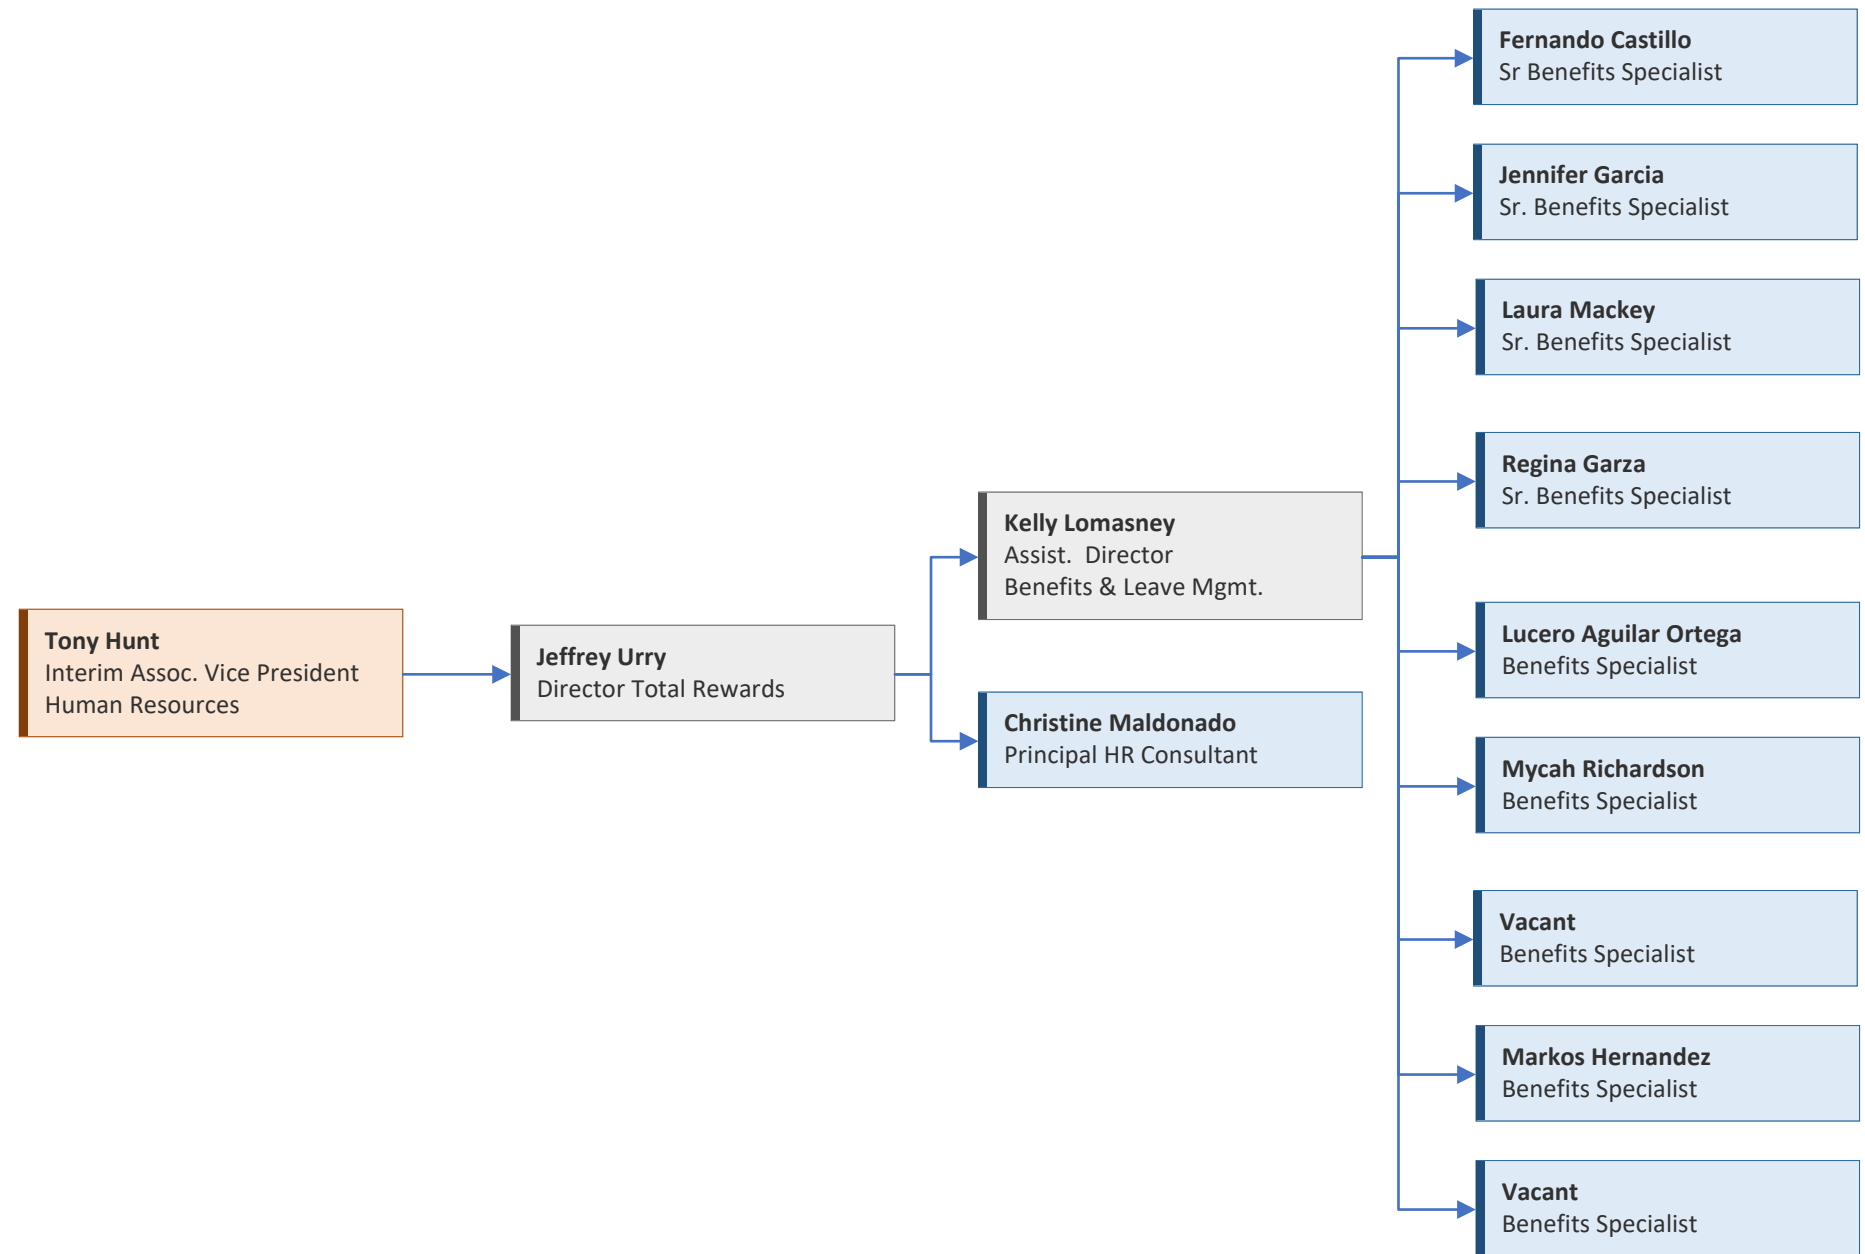 Fernando Castillo
Sr Benefits Specialist
Jennifer Garcia
Sr. Benefits Specialist
Laura Mackey
Sr. Benefits Specialist
Regina Garza
Sr. Benefits Specialist
Kelly Lomasney
Assist.  Director
Benefits & Leave Mgmt.
Tony Hunt
Interim Assoc. Vice President
Human Resources
Jeffrey Urry
Director Total Rewards
Christine Maldonado
Principal HR Consultant
Lucero Aguilar Ortega
Benefits Specialist
Mycah Richardson
Benefits Specialist
Vacant
Benefits Specialist
Markos Hernandez
Benefits Specialist
Vacant
Benefits Specialist